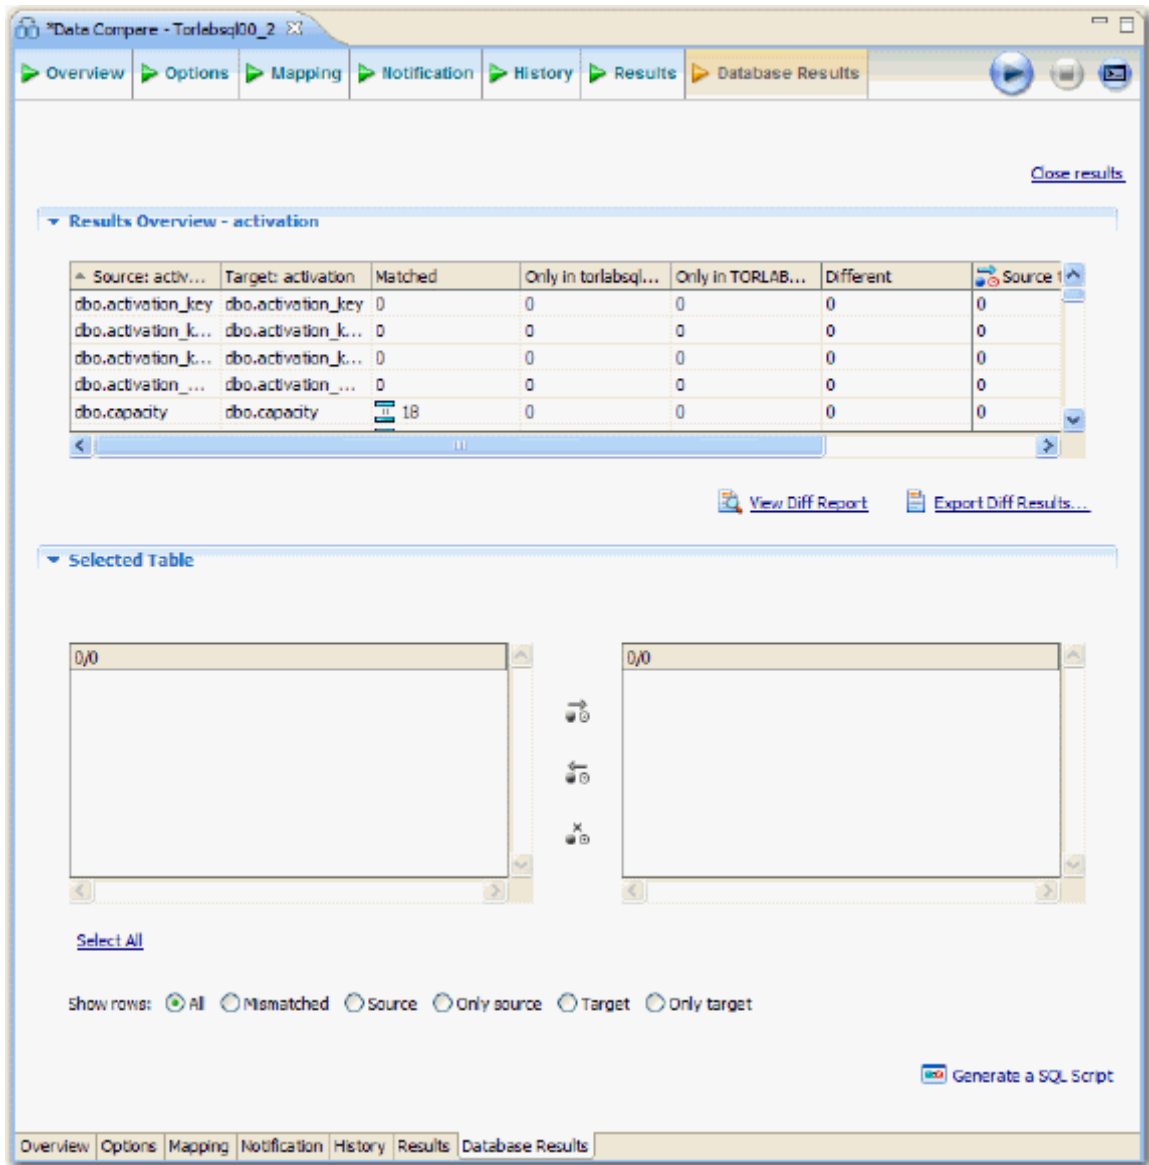 *Data Compare - Torlabsql00_2
Overview Options Mapping Notification History Results Database Results
Close results
Results Overview - activation
Source: activ... Target: activation Matched Only in torlabsql... Only in TORLAB... Different Source t
dbo.activation_key dbo.activation_key 0 0 0 0 0
dbo.activation_k... dbo.activation_k... 0 0 0 0 0
dbo.activation_k... dbo.activation_k... 0 0 0 0 0
dbo.activation_... dbo.activation_... 0 0 0 0 0
dbo.capacity dbo.capacity 18 0 0 0 0
View Diff Report Export Diff Results...
Selected Table
0/0 0/0
Select All
Show rows: All Mismatched Source Only source Target Only target
Generate a SQL Script
Overview Options Mapping Notification History Results Database Results